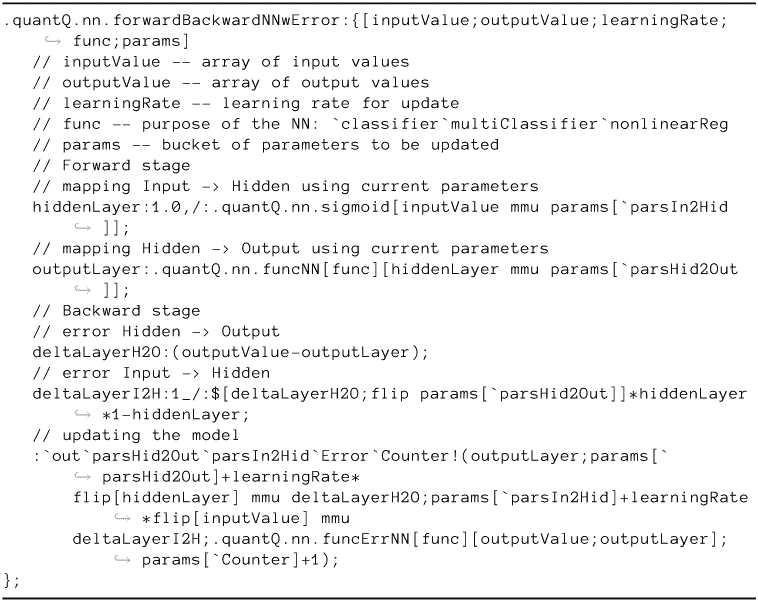 .quantQ.nn.forwardBackwardNNwError:{[inputValue;outputValue;learningRate;
↪ func;params]
// inputValue -- array of input values
// outputValue -- array of output values
// learningRate -- learning rate for update
// func -- purpose of the NN: `classifier`multiClassifier`nonlinearReg
// params -- bucket of parameters to be updated
// Forward stage
// mapping Input -> Hidden using current parameters
hiddenLayer:1.0,/:.quantQ.nn.sigmoid[inputValue mmu params[`parsIn2Hid
↪ ]];
// mapping Hidden -> Output using current parameters
outputLayer:.quantQ.nn.funcNN[func][hiddenLayer mmu params[`parsHid2Out
↪ ]];
// Backward stage
// error Hidden -> Output
deltaLayerH2O:(outputValue-outputLayer);
// error Input -> Hidden
deltaLayerI2H:1_/:$[deltaLayerH2O;flip params[`parsHid2Out]]*hiddenLayer
↪ *1-hiddenLayer;
// updating the model
:`out`parsHid2Out`parsIn2Hid`Error`Counter!(outputLayer;params[`
↪ parsHid2Out]+learningRate*
flip[hiddenLayer] mmu deltaLayerH2O;params[`parsIn2Hid]+learningRate
↪ *flip[inputValue] mmu
deltaLayerI2H;.quantQ.nn.funcErrNN[func][outputValue;outputLayer];
↪ params[`Counter]+1);
};